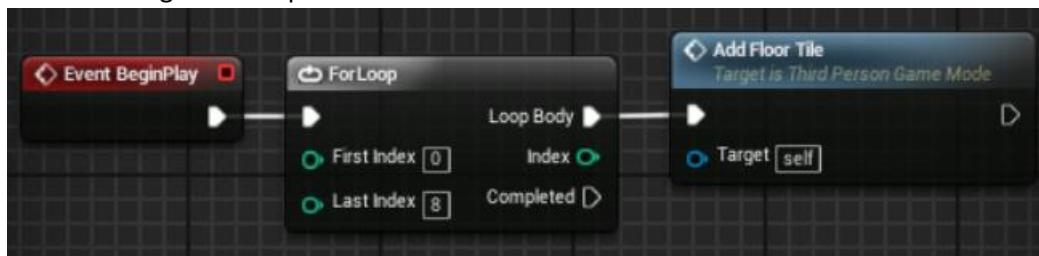 Event BeginPlay
ForLoop
Loop Body
First Index 0
Index
Last Index 8
Completed
Add Floor Tile
Target is Third Person Game Mode
Target self